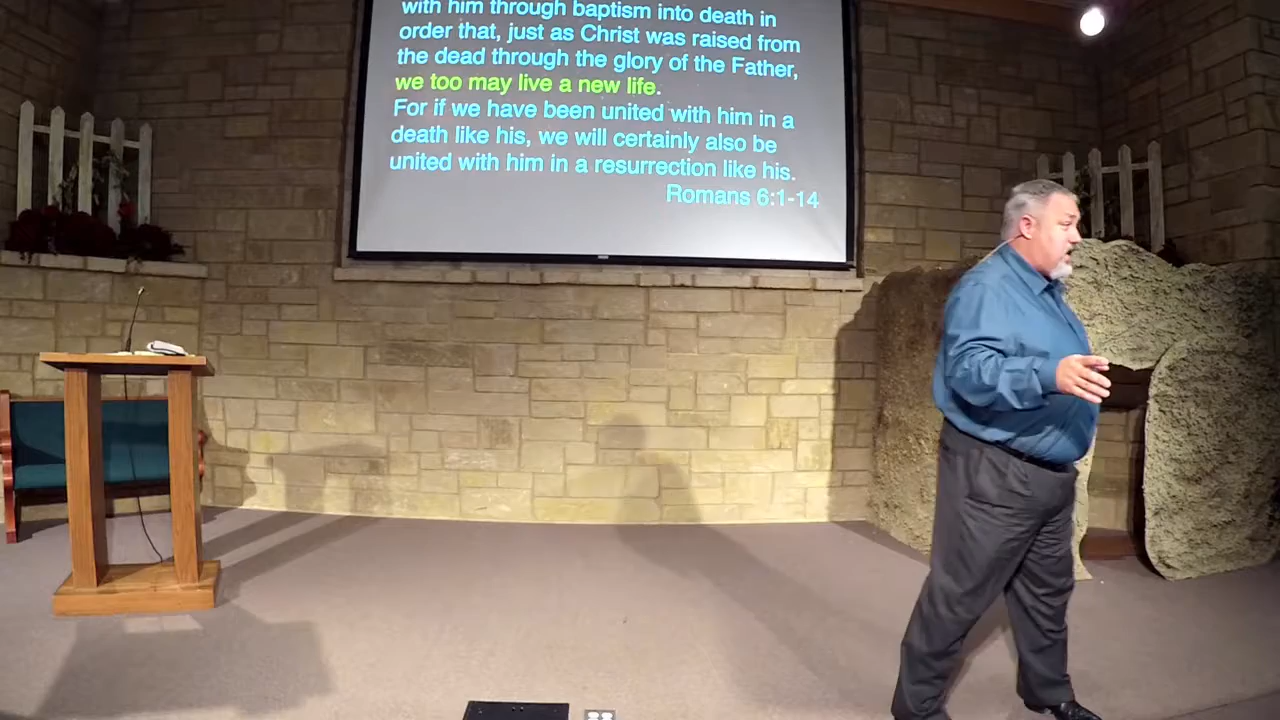 with him through baptism into death in
order that, just as Christ was raised from
the dead through the glory of the Father,
we too may live a new life.
For if we have been united with him in a
death like his, we will certainly also be
united with him in a resurrection like his.
Romans 6:1-14